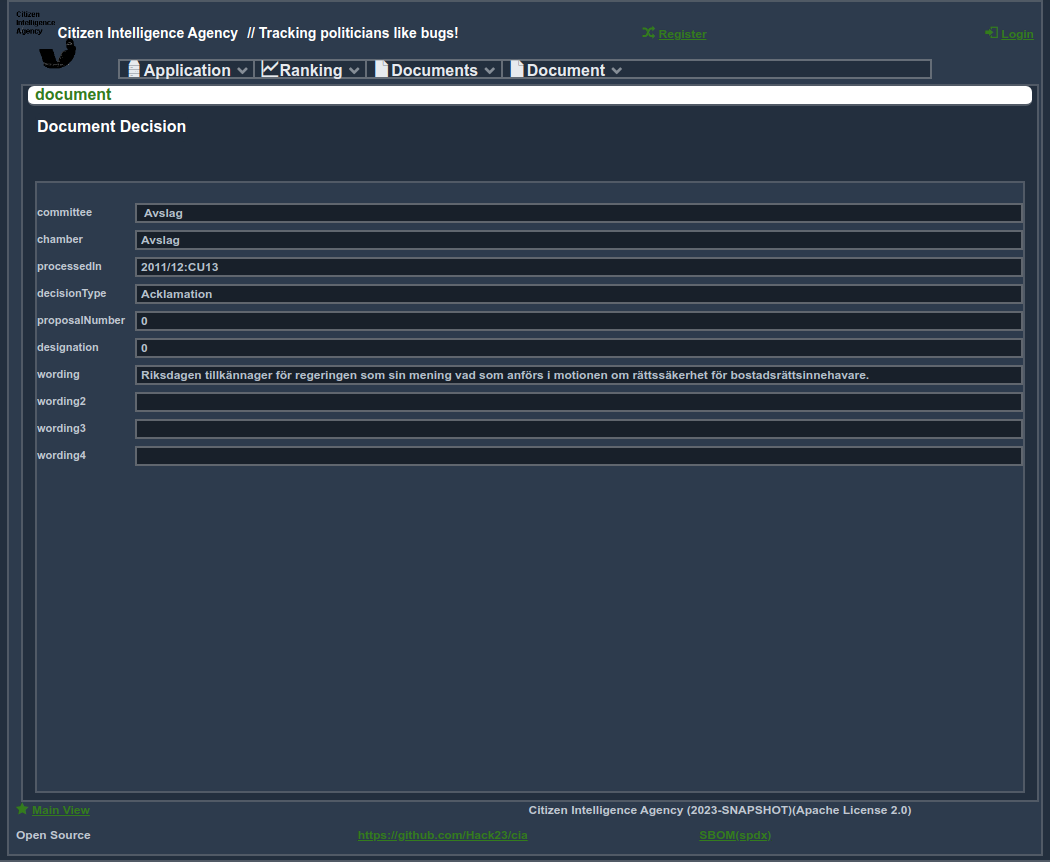 Citizen
Intelligence
Agency
Citizen Intelligence Agency // Tracking politicians like bugs!
Register
Login
Application
Ranking
Documents
Document
document
Document Decision
committee Avslag
chamber Avslag
processedIn 2011/12:CU13
decisionType Acklamation
proposalNumber 0
designation 0
wording Riksdagen tillkännager för regeringen som sin mening vad som anförs i motionen om rättssäkerhet för bostadsrättsinnehavare.
wording2
wording3
wording4
Main View
Citizen Intelligence Agency (2023-SNAPSHOT)(Apache License 2.0)
Open Source
https://github.com/Hack23/cia
SBOM(spdx)